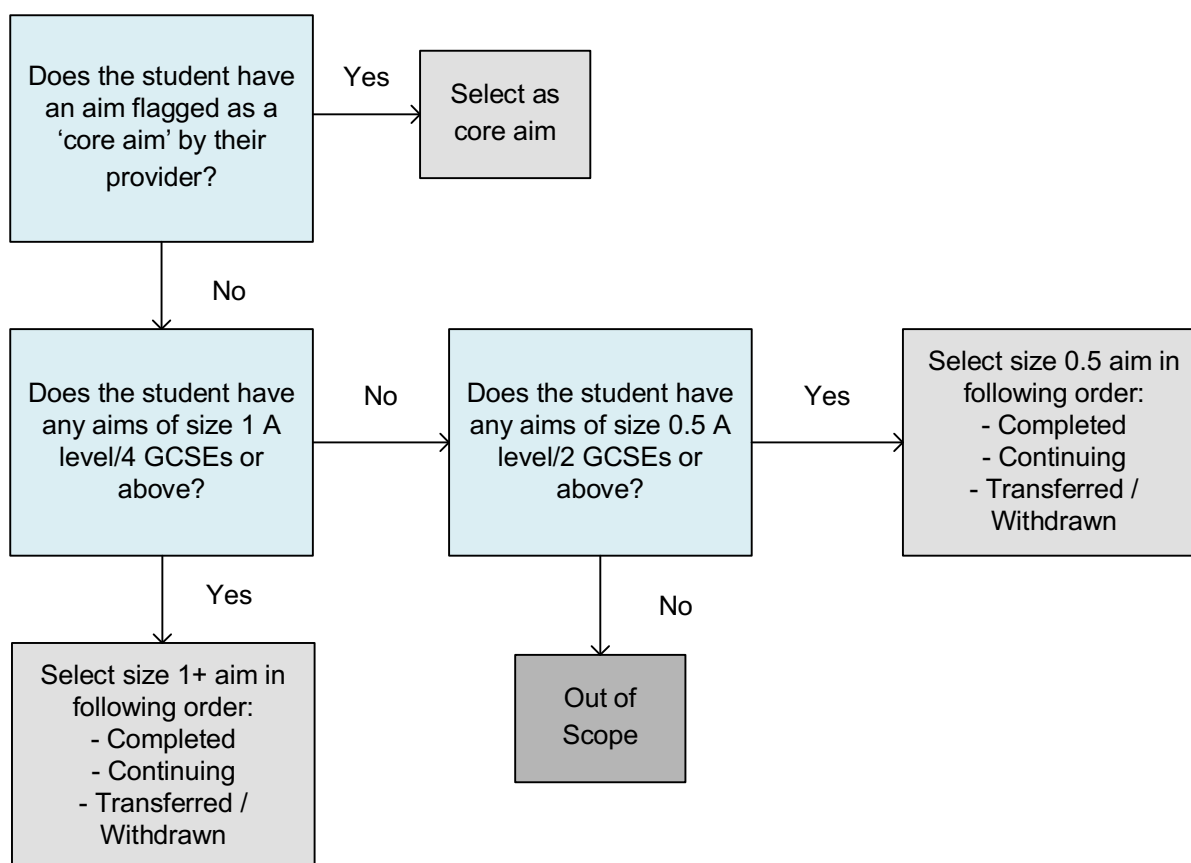 Does the student have
an aim flagged as a
‘core aim’ by their
provider?
Yes
Select as
core aim
No
Does the student have
any aims of size 1 A
level/4 GCSEs or
above?
No
Does the student have
any aims of size 0.5 A
level/2 GCSEs or
above?
Yes
Select size 0.5 aim in
following order:
- Completed
- Continuing
- Transferred /
Withdrawn
Yes
Select size 1+ aim in
following order:
- Completed
- Continuing
- Transferred /
Withdrawn
No
Out of
Scope